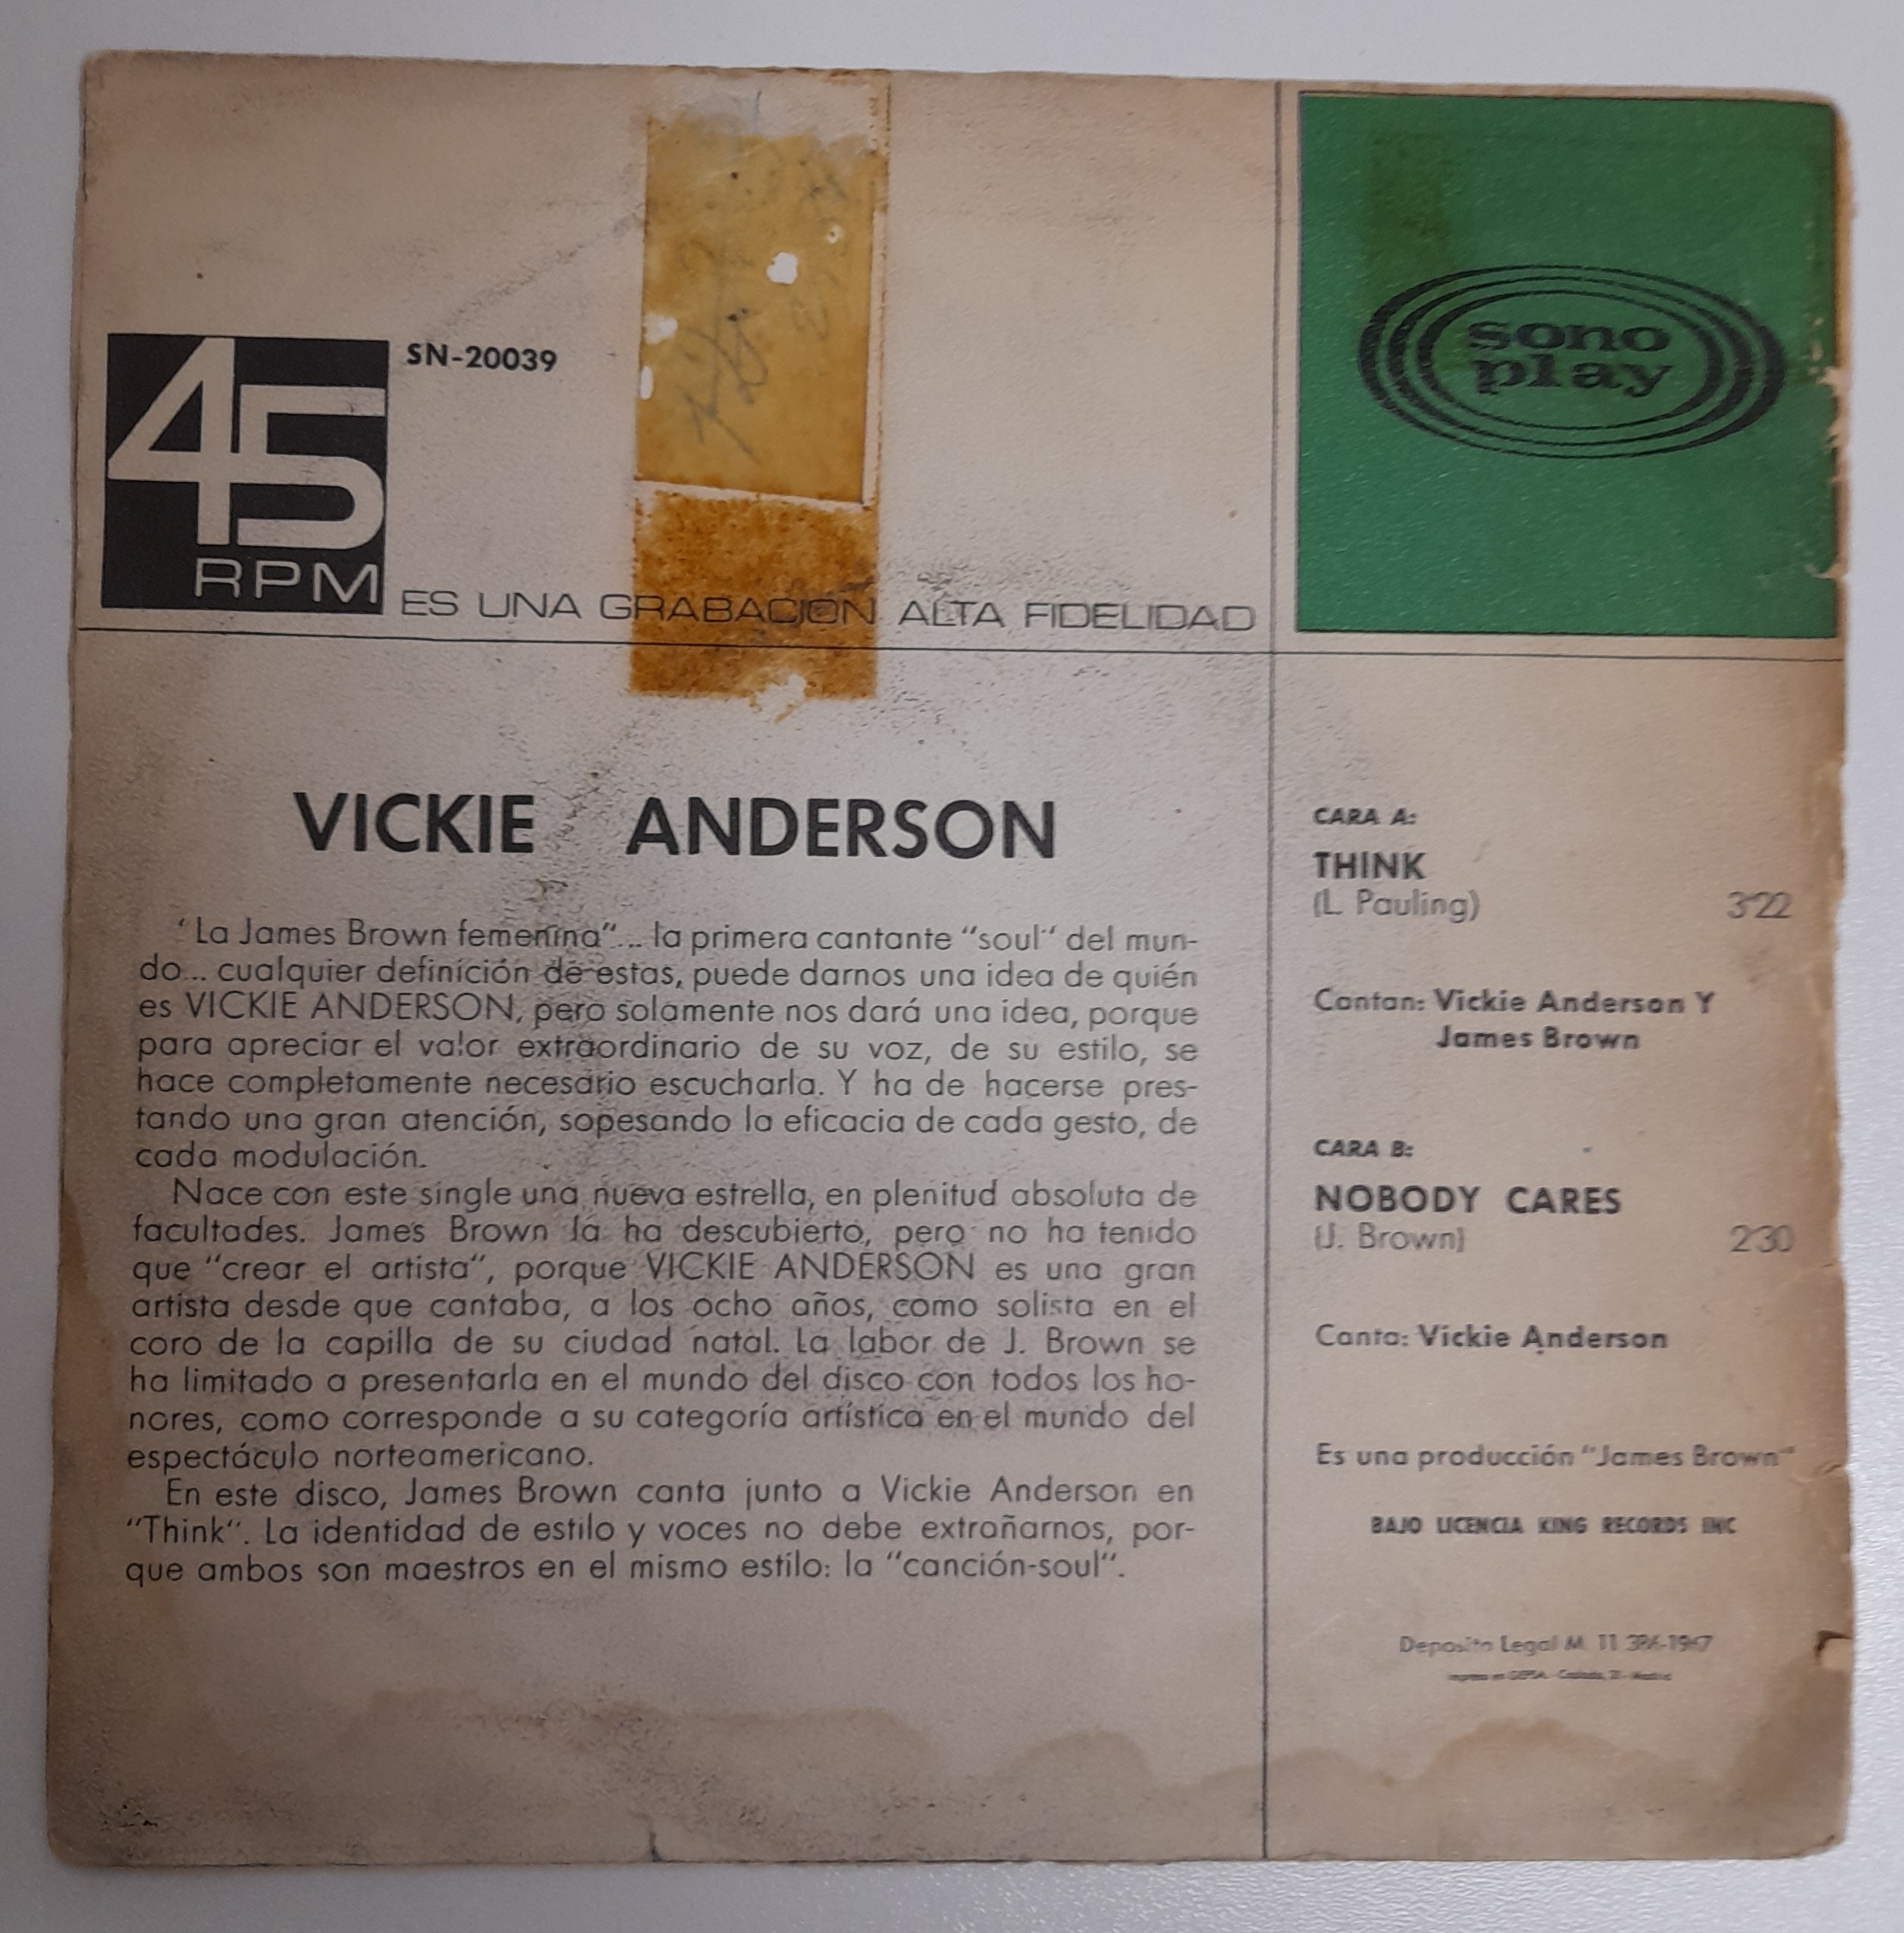 45
RPM
SN-20039
ES UNA GRABACION ALTA FIDELIDAD
sono
play
VICKIE ANDERSON
"La James Brown femenina"... la primera cantante "soul" del mun-
do... cualquier definición de estas, puede darnos una idea de quién
es VICKIE ANDERSON, pero solamente nos dará una idea, porque
para apreciar el valor extraordinario de su voz, de su estilo, se
hace completamente necesario escucharla. Y ha de hacerse pres-
tando una gran atención, sopesando la eficacia de cada gesto, de
cada modulación.
Nace con este single una nueva estrella, en plenitud absoluta de
facultades. James Brown la ha descubierto, pero no ha tenido
que "crear el artista", porque VICKIE ANDERSON es una gran
artista desde que cantaba, a los ocho años, como solista en el
coro de la capilla de su ciudad natal. La labor de J. Brown se
ha limitado a presentarla en el mundo del disco con todos los ho-
nores, como corresponde a su categoría artística en el mundo del
espectáculo norteamericano.
En este disco, James Brown canta junto a Vickie Anderson en
"Think". La identidad de estilo y voces no debe extrañarnos, por-
que ambos son maestros en el mismo estilo: la "canción-soul".
CARA A:
THINK
(L. Pauling) 3'22
Cantan: Vickie Anderson Y
James Brown
CARA B:
NOBODY CARES
(J. Brown) 2'30
Canta: Vickie Anderson
Es una producción "James Brown"
BAJO LICENCIA KING RECORDS INC
Deposito Legal M. 11
Madrid